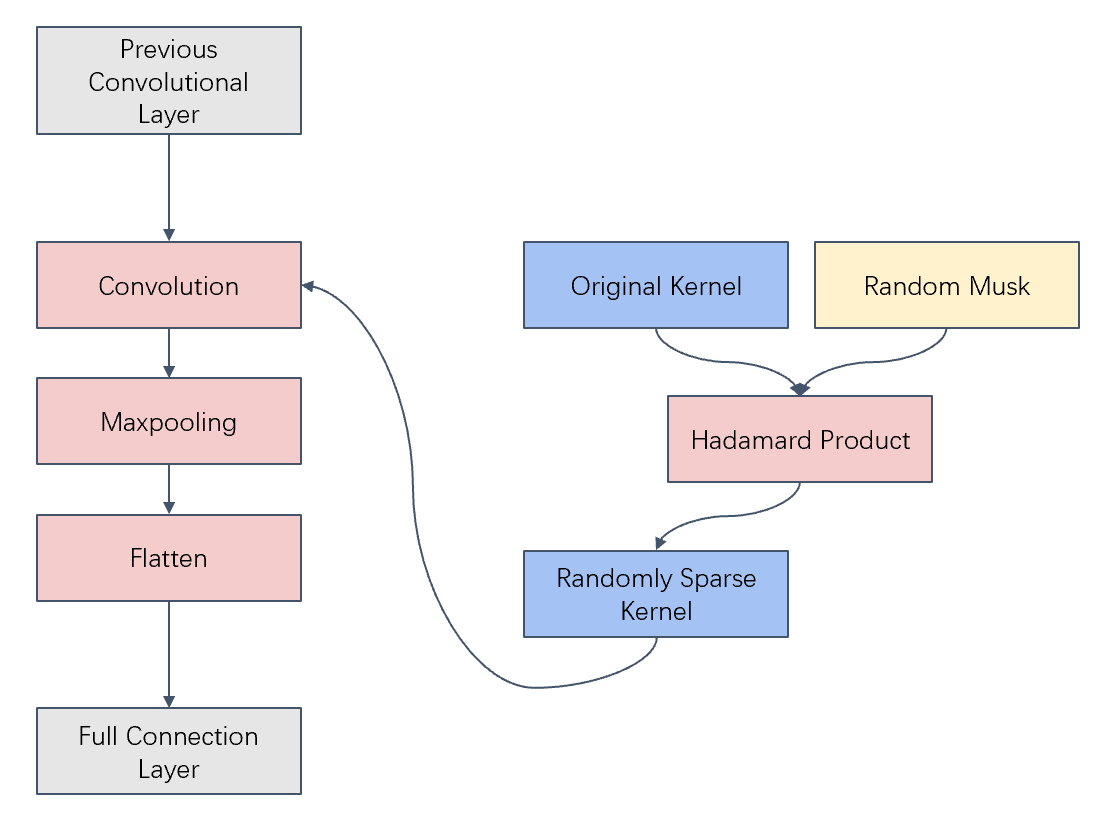 Previous
Convolutional
Layer
Convolution
Original Kernel
Random Musk
Maxpooling
Hadamard Product
Flatten
Randomly Sparse
Kernel
Full Connection
Layer